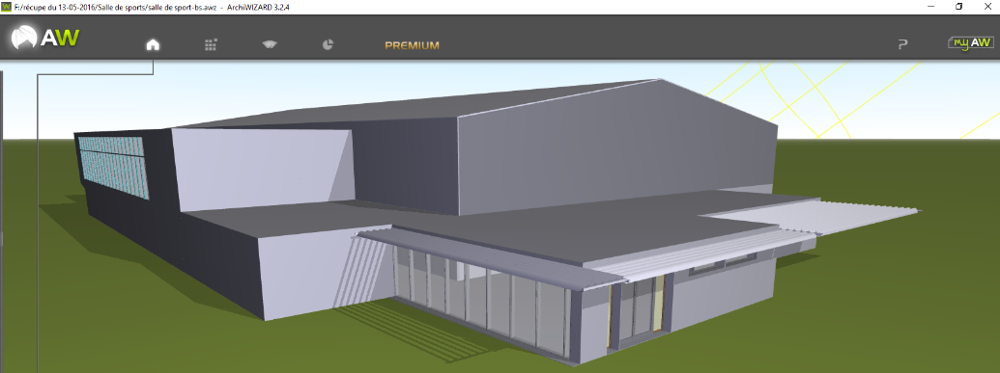 F:/récupe du 13-05-2016/Salle de sports/salle de sport-bs.awz - ArchiWIZARD 3.2.4
AW PREMIUM ? my AW